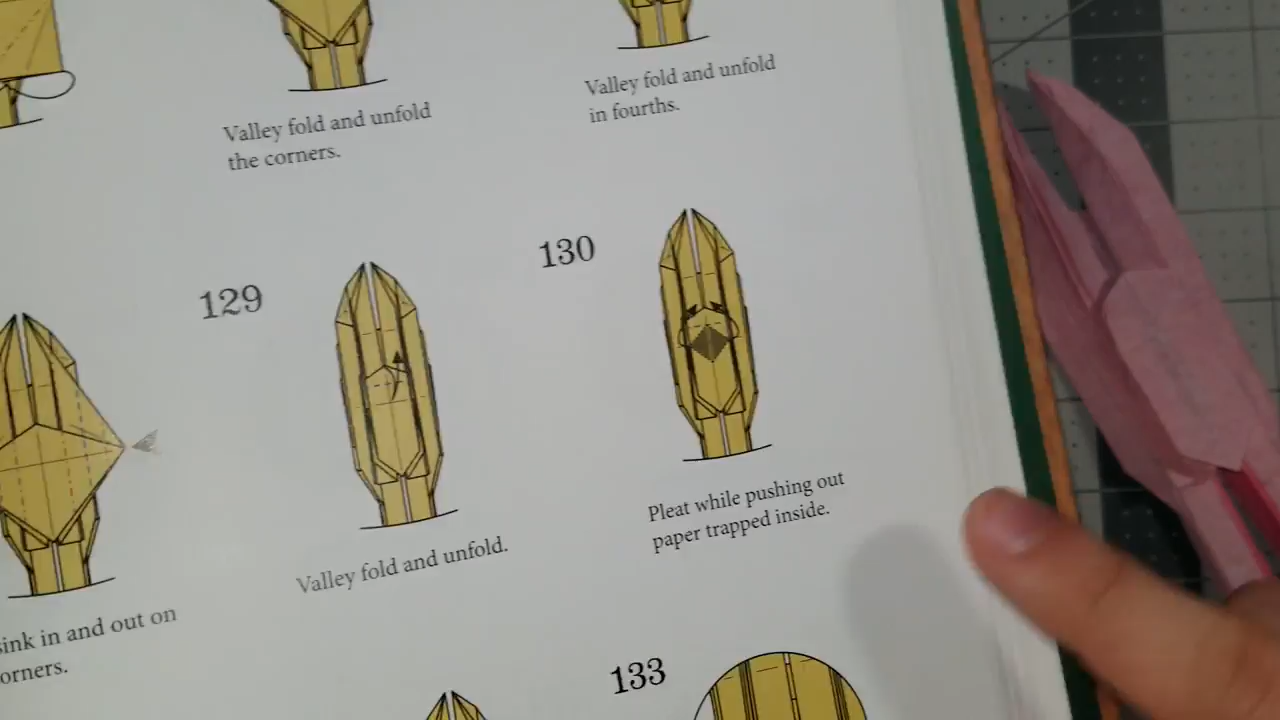 Valley fold and unfold
the corners.
Valley fold and unfold
in fourths.
129
Valley fold and unfold.
130
Pleat while pushing out
paper trapped inside.
sink in and out on
corners.
133